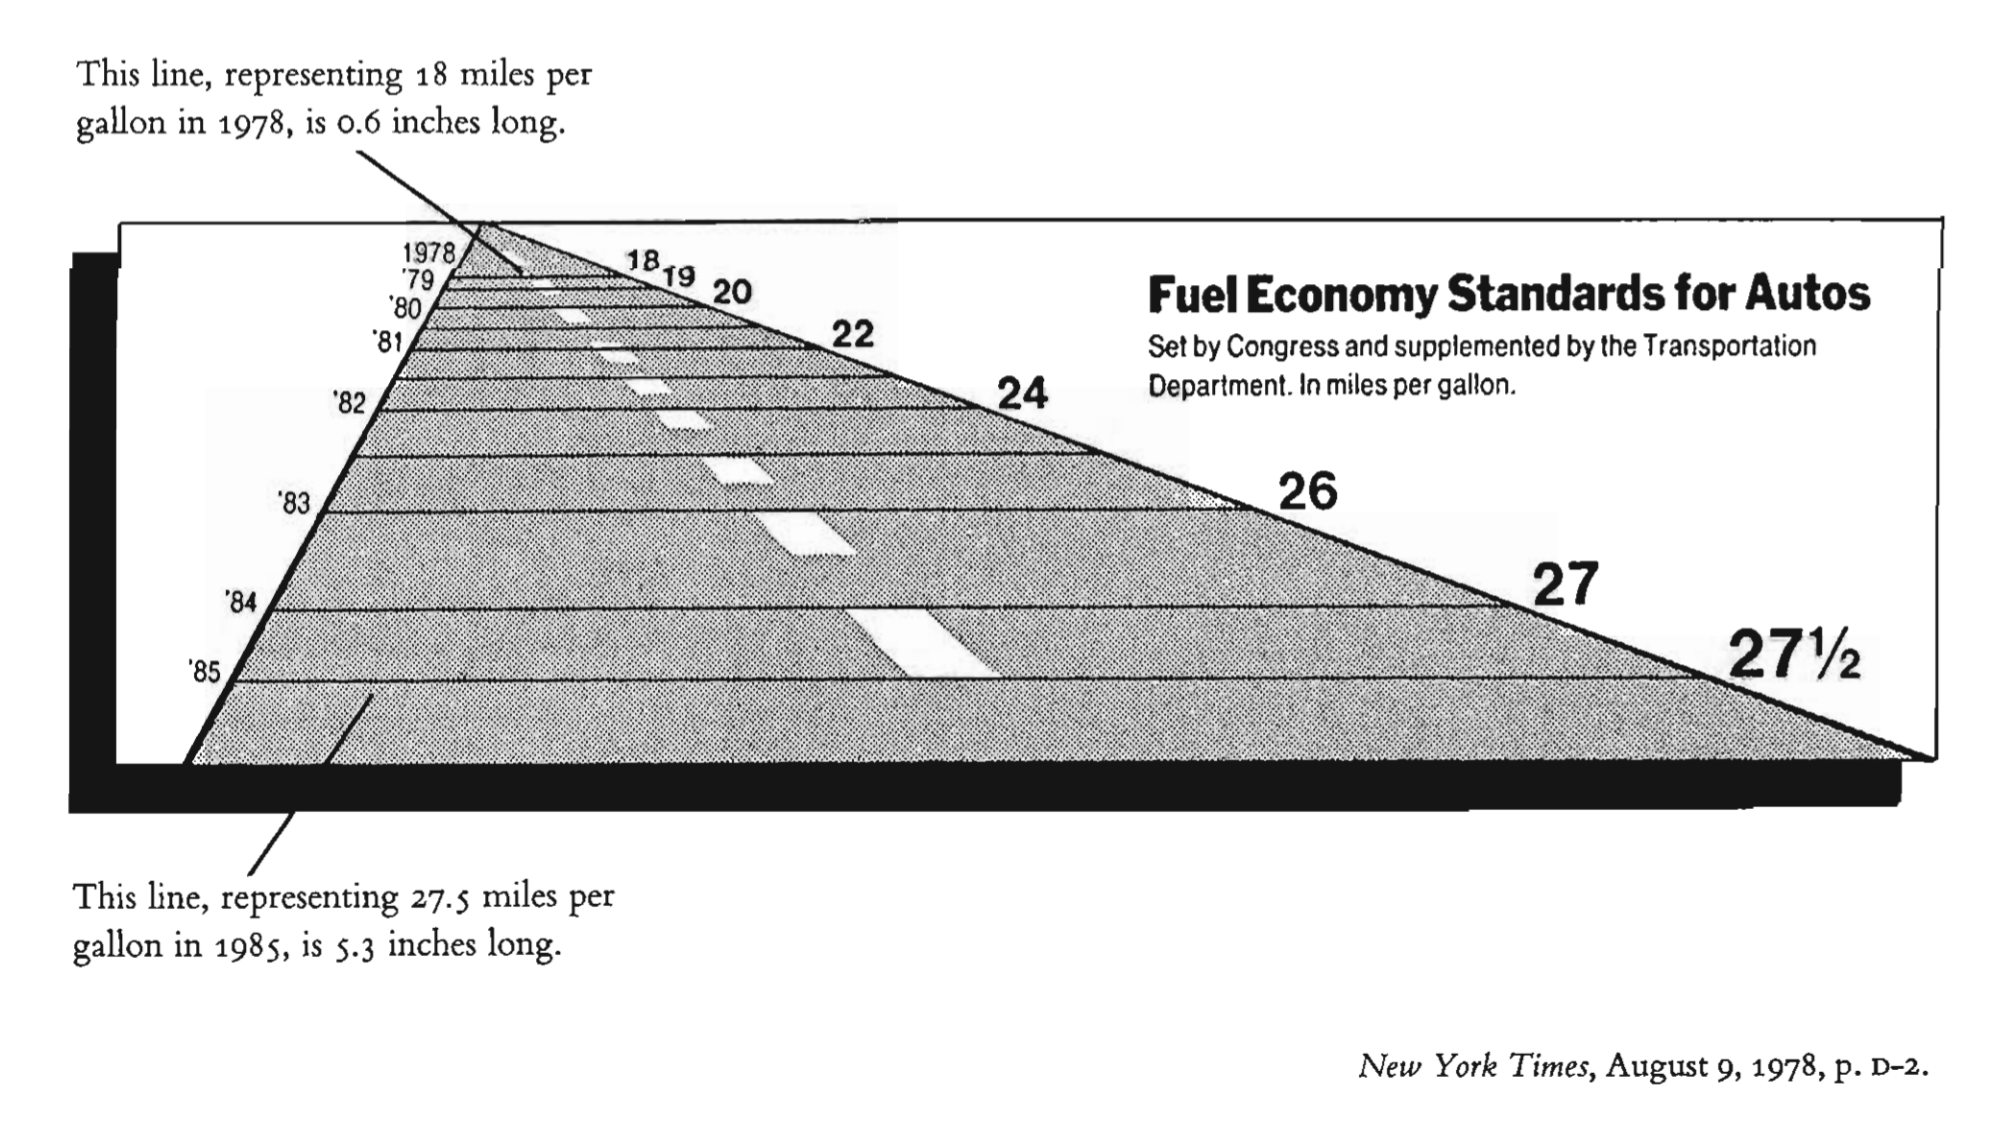 This line, representing 18 miles per
gallon in 1978, is 0.6 inches long.
1978
'79
'80
'81
'82
'83
'84
'85
18
19
20
22
24
26
27
27½
Fuel Economy Standards for Autos
Set by Congress and supplemented by the Transportation
Department. In miles per gallon.
This line, representing 27.5 miles per
gallon in 1985, is 5.3 inches long.
New York Times, August 9, 1978, p. D-2.